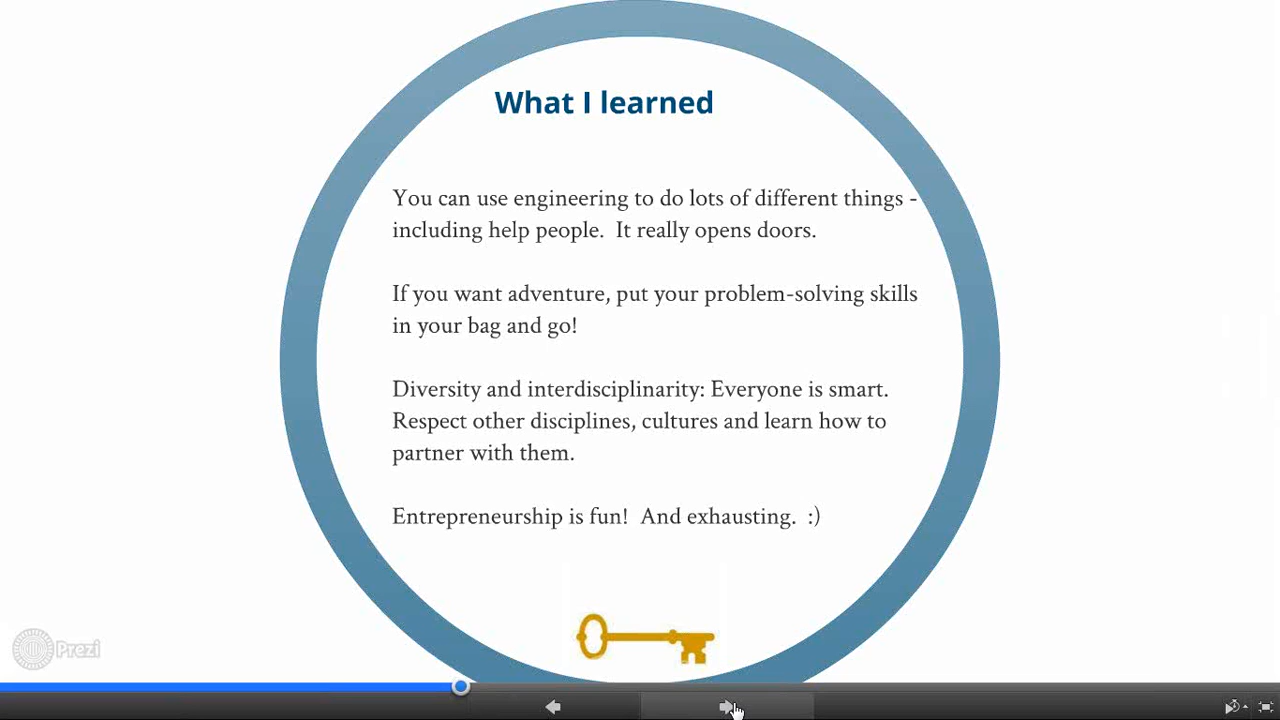 What I learned
You can use engineering to do lots of different things -
including help people.  It really opens doors.
If you want adventure, put your problem-solving skills
in your bag and go!
Diversity and interdisciplinarity: Everyone is smart.
Respect other disciplines, cultures and learn how to
partner with them.
Entrepreneurship is fun!  And exhausting.  :)
Prezi